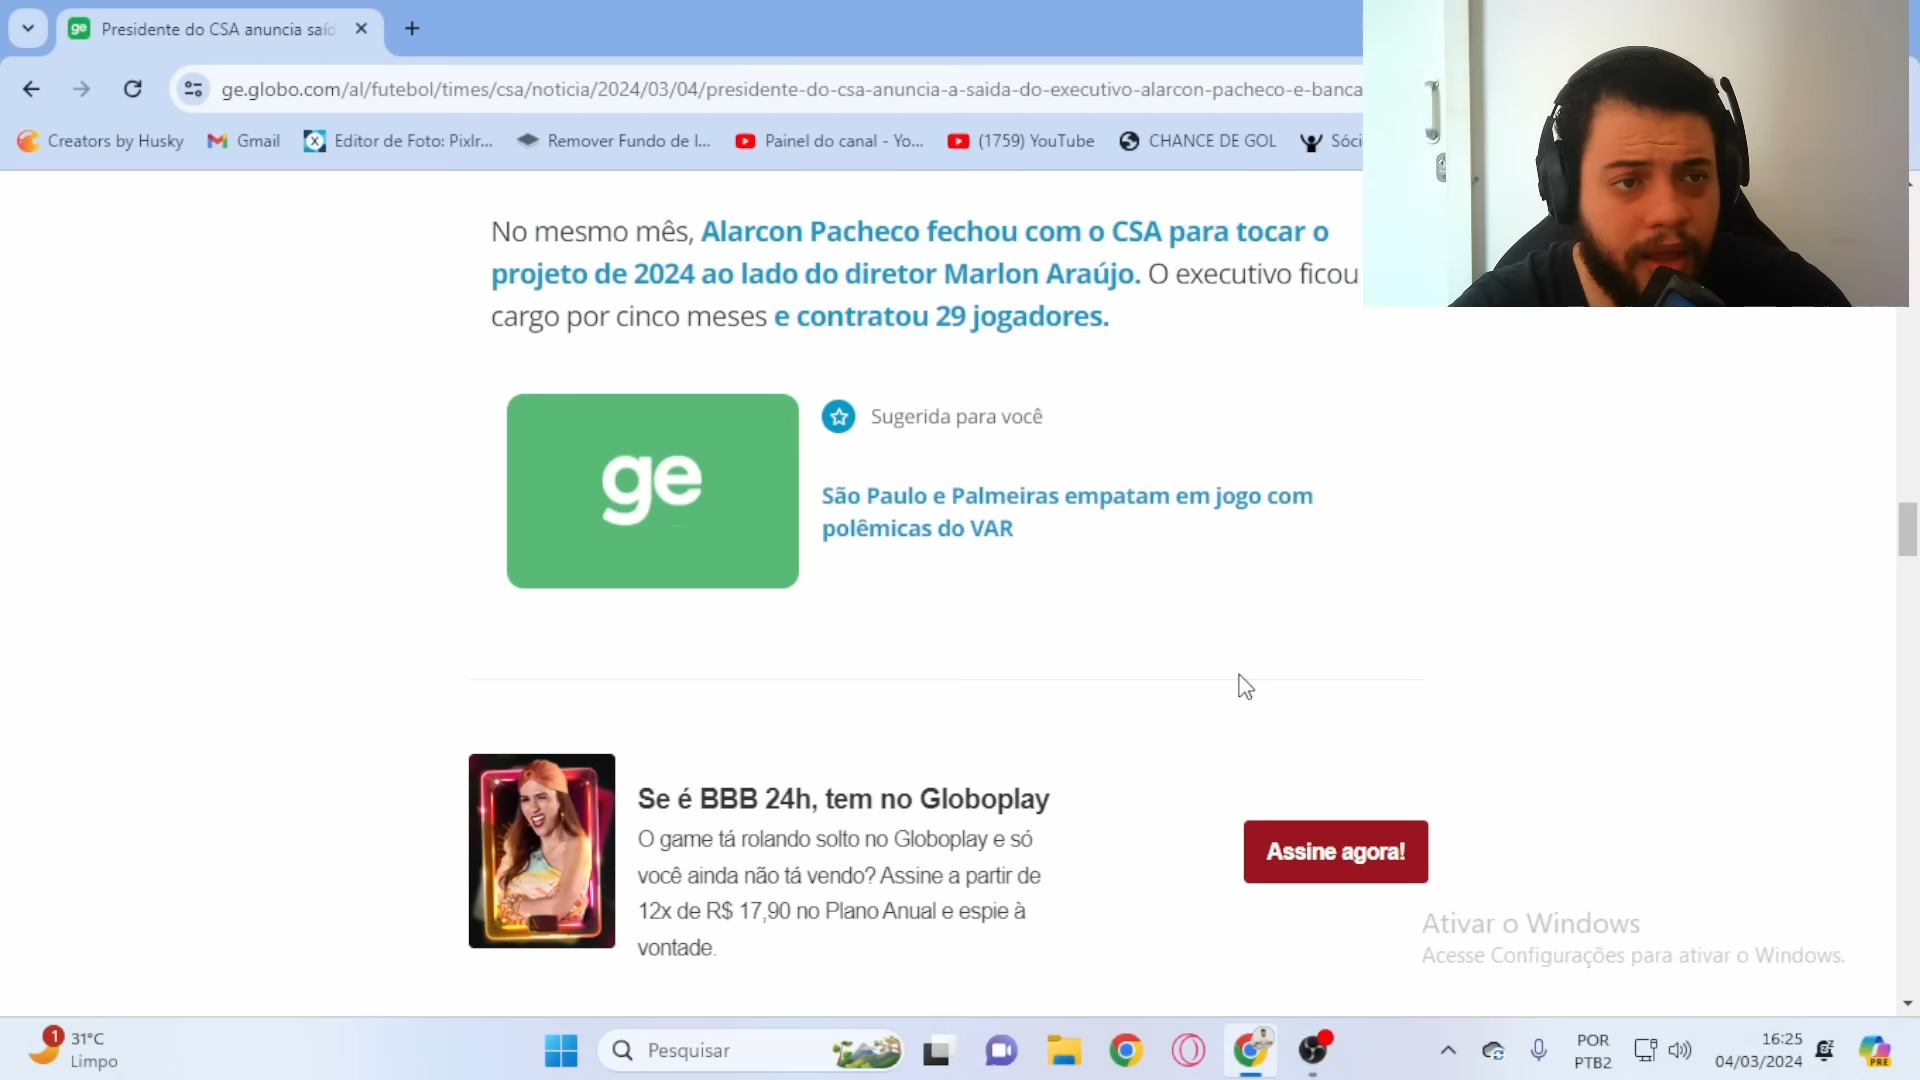 ge Presidente do CSA anuncia saíd
ge.globo.com/al/futebol/times/csa/noticia/2024/03/04/presidente-do-csa-anuncia-a-saida-do-executivo-alarcon-pacheco-e-banca
Creators by Husky Gmail Editor de Foto: Pixlr... Remover Fundo de I... Painel do canal - Yo... (1759) YouTube CHANCE DE GOL Sóci
No mesmo mês, Alarcon Pacheco fechou com o CSA para tocar o
projeto de 2024 ao lado do diretor Marlon Araújo. O executivo ficou
cargo por cinco meses e contratou 29 jogadores.
ge
Sugerida para você
São Paulo e Palmeiras empatam em jogo com
polêmicas do VAR
Se é BBB 24h, tem no Globoplay
O game tá rolando solto no Globoplay e só
você ainda não tá vendo? Assine a partir de
12x de R$ 17,90 no Plano Anual e espie à
vontade.
Assine agora!
Ativar o Windows
Acesse Configurações para ativar o Windows.
1 31°C
Limpo
Pesquisar
POR
PTB2
16:25
04/03/2024
PRE